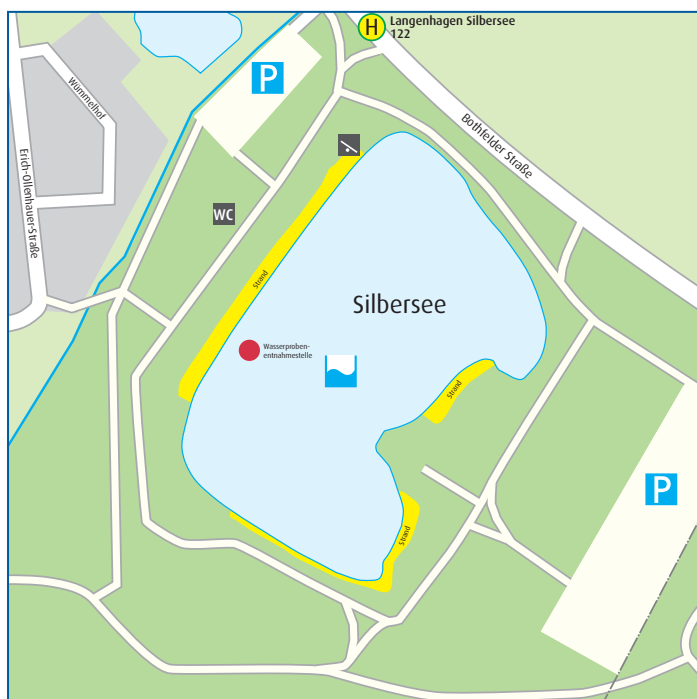 H
Langenhagen Silbersee
122
P
Wümmelhof
Bothfelder Straße
Erich-Ollenhauer-Straße
WC
Strand
Silbersee
Wasserproben-
entnahmestelle
Strand
P
Strand